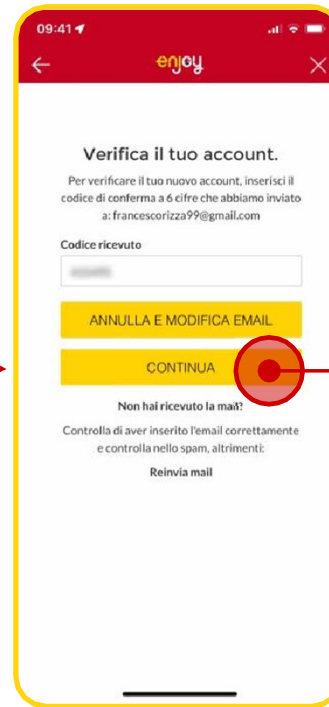 09:41
enjoy
Verifica il tuo account.
Per verificare il tuo nuovo account, inserisci il
codice di conferma a 6 cifre che abbiamo inviato
a: francescorizza99@gmail.com
Codice ricevuto
ANNULLA E MODIFICA EMAIL
CONTINUA
Non hai ricevuto la mail?
Controlla di aver inserito l'email correttamente
e controlla nello spam, altrimenti:
Reinvia mail